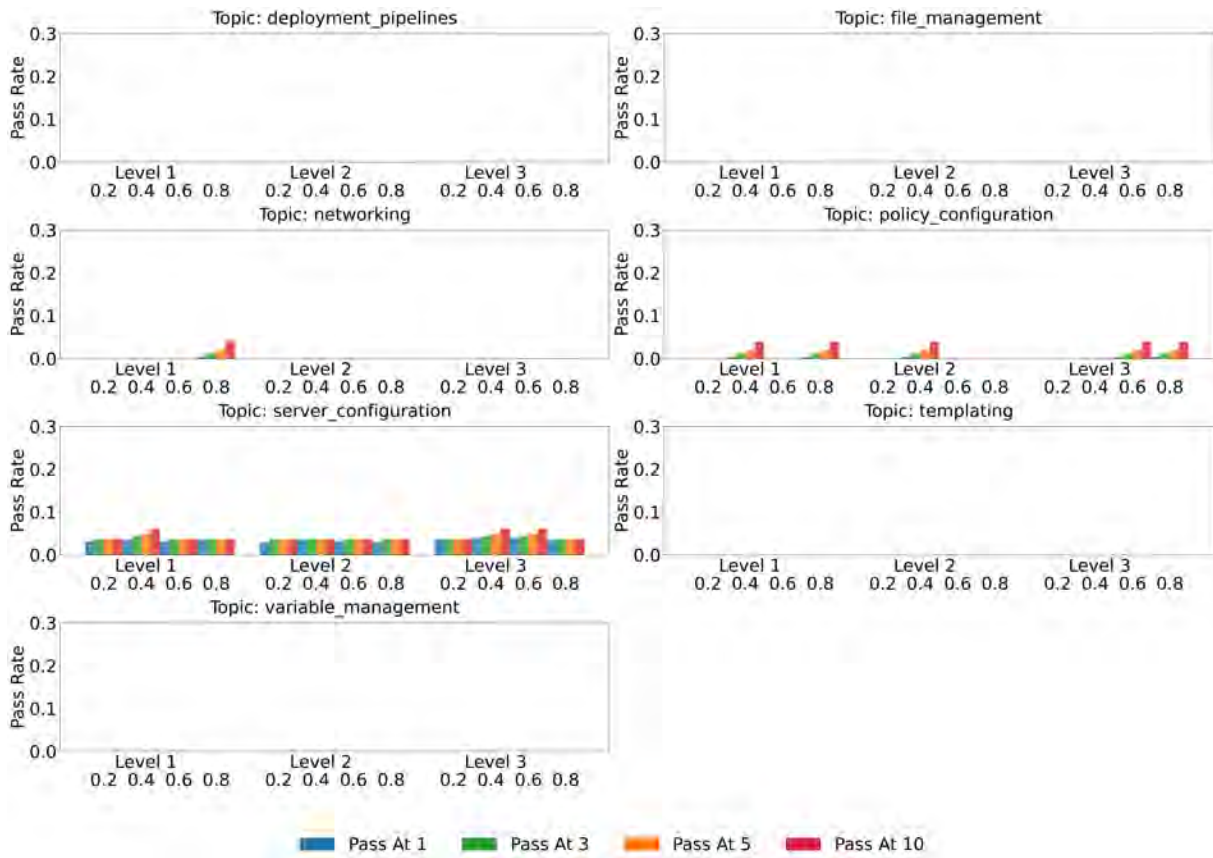 Topic: deployment_pipelines
Pass Rate
0.3
0.2
0.1
0.0
Level 1 Level 2 Level 3
0.2 0.4 0.6 0.8 0.2 0.4 0.6 0.8 0.2 0.4 0.6 0.8
Topic: file_management
Pass Rate
0.3
0.2
0.1
0.0
Level 1 Level 2 Level 3
0.2 0.4 0.6 0.8 0.2 0.4 0.6 0.8 0.2 0.4 0.6 0.8
Topic: networking
Pass Rate
0.3
0.2
0.1
0.0
Level 1 Level 2 Level 3
0.2 0.4 0.6 0.8 0.2 0.4 0.6 0.8 0.2 0.4 0.6 0.8
Topic: policy_configuration
Pass Rate
0.3
0.2
0.1
0.0
Level 1 Level 2 Level 3
0.2 0.4 0.6 0.8 0.2 0.4 0.6 0.8 0.2 0.4 0.6 0.8
Topic: server_configuration
Pass Rate
0.3
0.2
0.1
0.0
Level 1 Level 2 Level 3
0.2 0.4 0.6 0.8 0.2 0.4 0.6 0.8 0.2 0.4 0.6 0.8
Topic: templating
Pass Rate
0.3
0.2
0.1
0.0
Level 1 Level 2 Level 3
0.2 0.4 0.6 0.8 0.2 0.4 0.6 0.8 0.2 0.4 0.6 0.8
Topic: variable_management
Pass Rate
0.3
0.2
0.1
0.0
Level 1 Level 2 Level 3
0.2 0.4 0.6 0.8 0.2 0.4 0.6 0.8 0.2 0.4 0.6 0.8
Pass At 1 Pass At 3 Pass At 5 Pass At 10